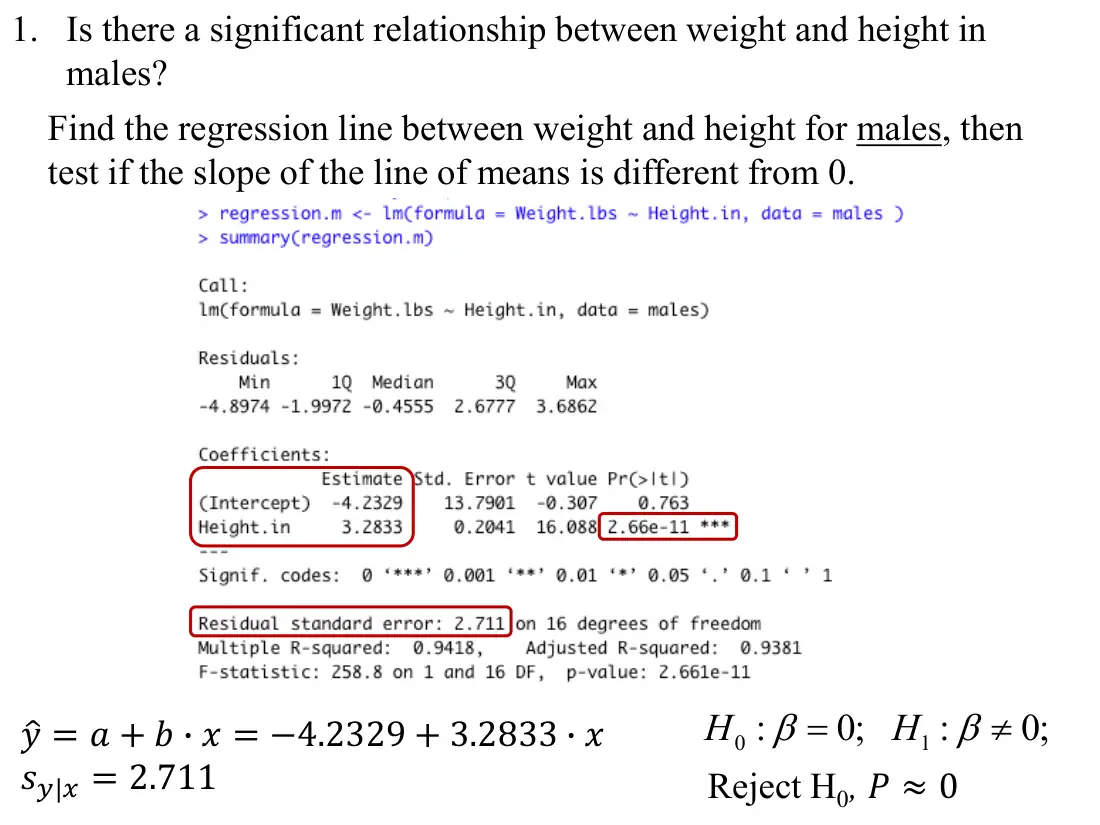 1. Is there a significant relationship between weight and height in
males?
Find the regression line between weight and height for males, then
test if the slope of the line of means is different from 0.
> regression.m <- lm(formula = Weight.lbs ~ Height.in, data = males )
> summary(regression.m)
Call:
lm(formula = Weight.lbs ~ Height.in, data = males)
Residuals:
Min 1Q Median 3Q Max
-4.8974 -1.9972 -0.4555 2.6777 3.6862
Coefficients:
Estimate Std. Error t value Pr(>|t|)
(Intercept) -4.2329 13.7901 -0.307 0.763
Height.in 3.2833 0.2041 16.088 2.66e-11 ***
---
Signif. codes: 0 ‘***’ 0.001 ‘**’ 0.01 ‘*’ 0.05 ‘.’ 0.1 ‘ ’ 1
Residual standard error: 2.711 on 16 degrees of freedom
Multiple R-squared: 0.9418, Adjusted R-squared: 0.9381
F-statistic: 258.8 on 1 and 16 DF, p-value: 2.661e-11
ŷ = a + b · x = −4.2329 + 3.2833 · x
s_{y|x} = 2.711
H₀ : β = 0; H₁ : β ≠ 0;
Reject H₀, P ≈ 0